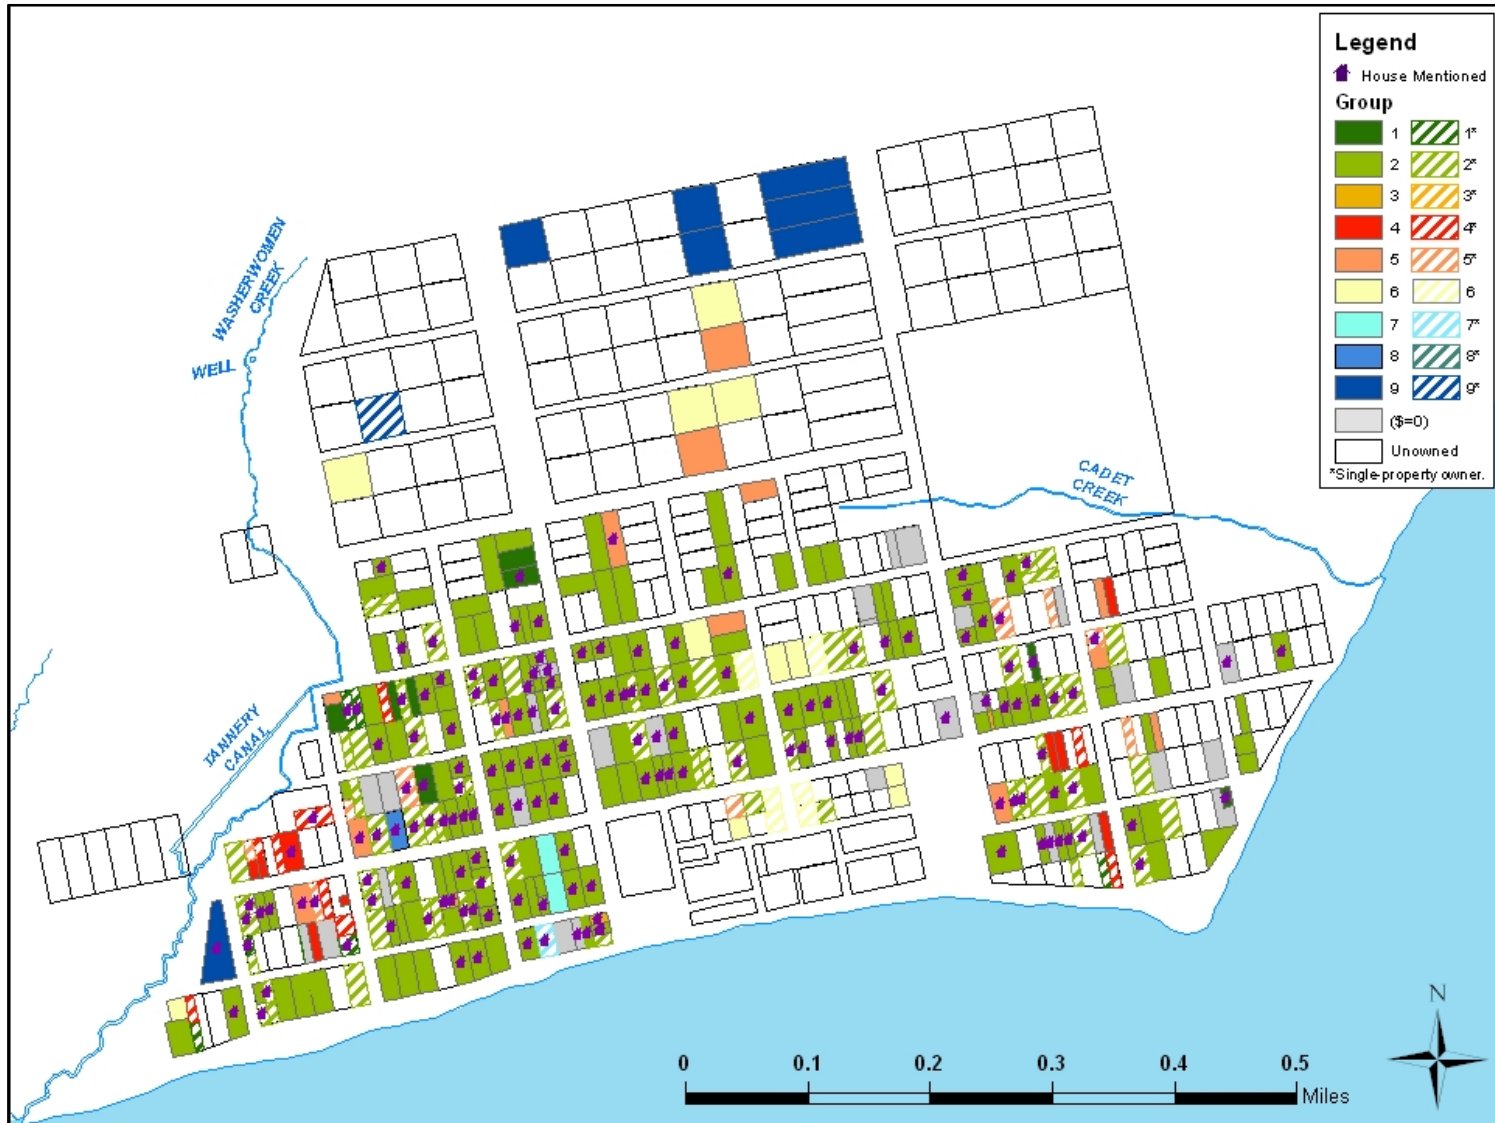 Legend
House Mentioned
Group
1 1*
2 2*
3 3*
4 4*
5 5*
6 6
7 7*
8 8*
9 9*
($=0)
Unowned
*Single-property owner.
WASHERWOMEN
CREEK
WELL
CADET
CREEK
TANNERY
CANAL
N
0 0.1 0.2 0.3 0.4 0.5
Miles